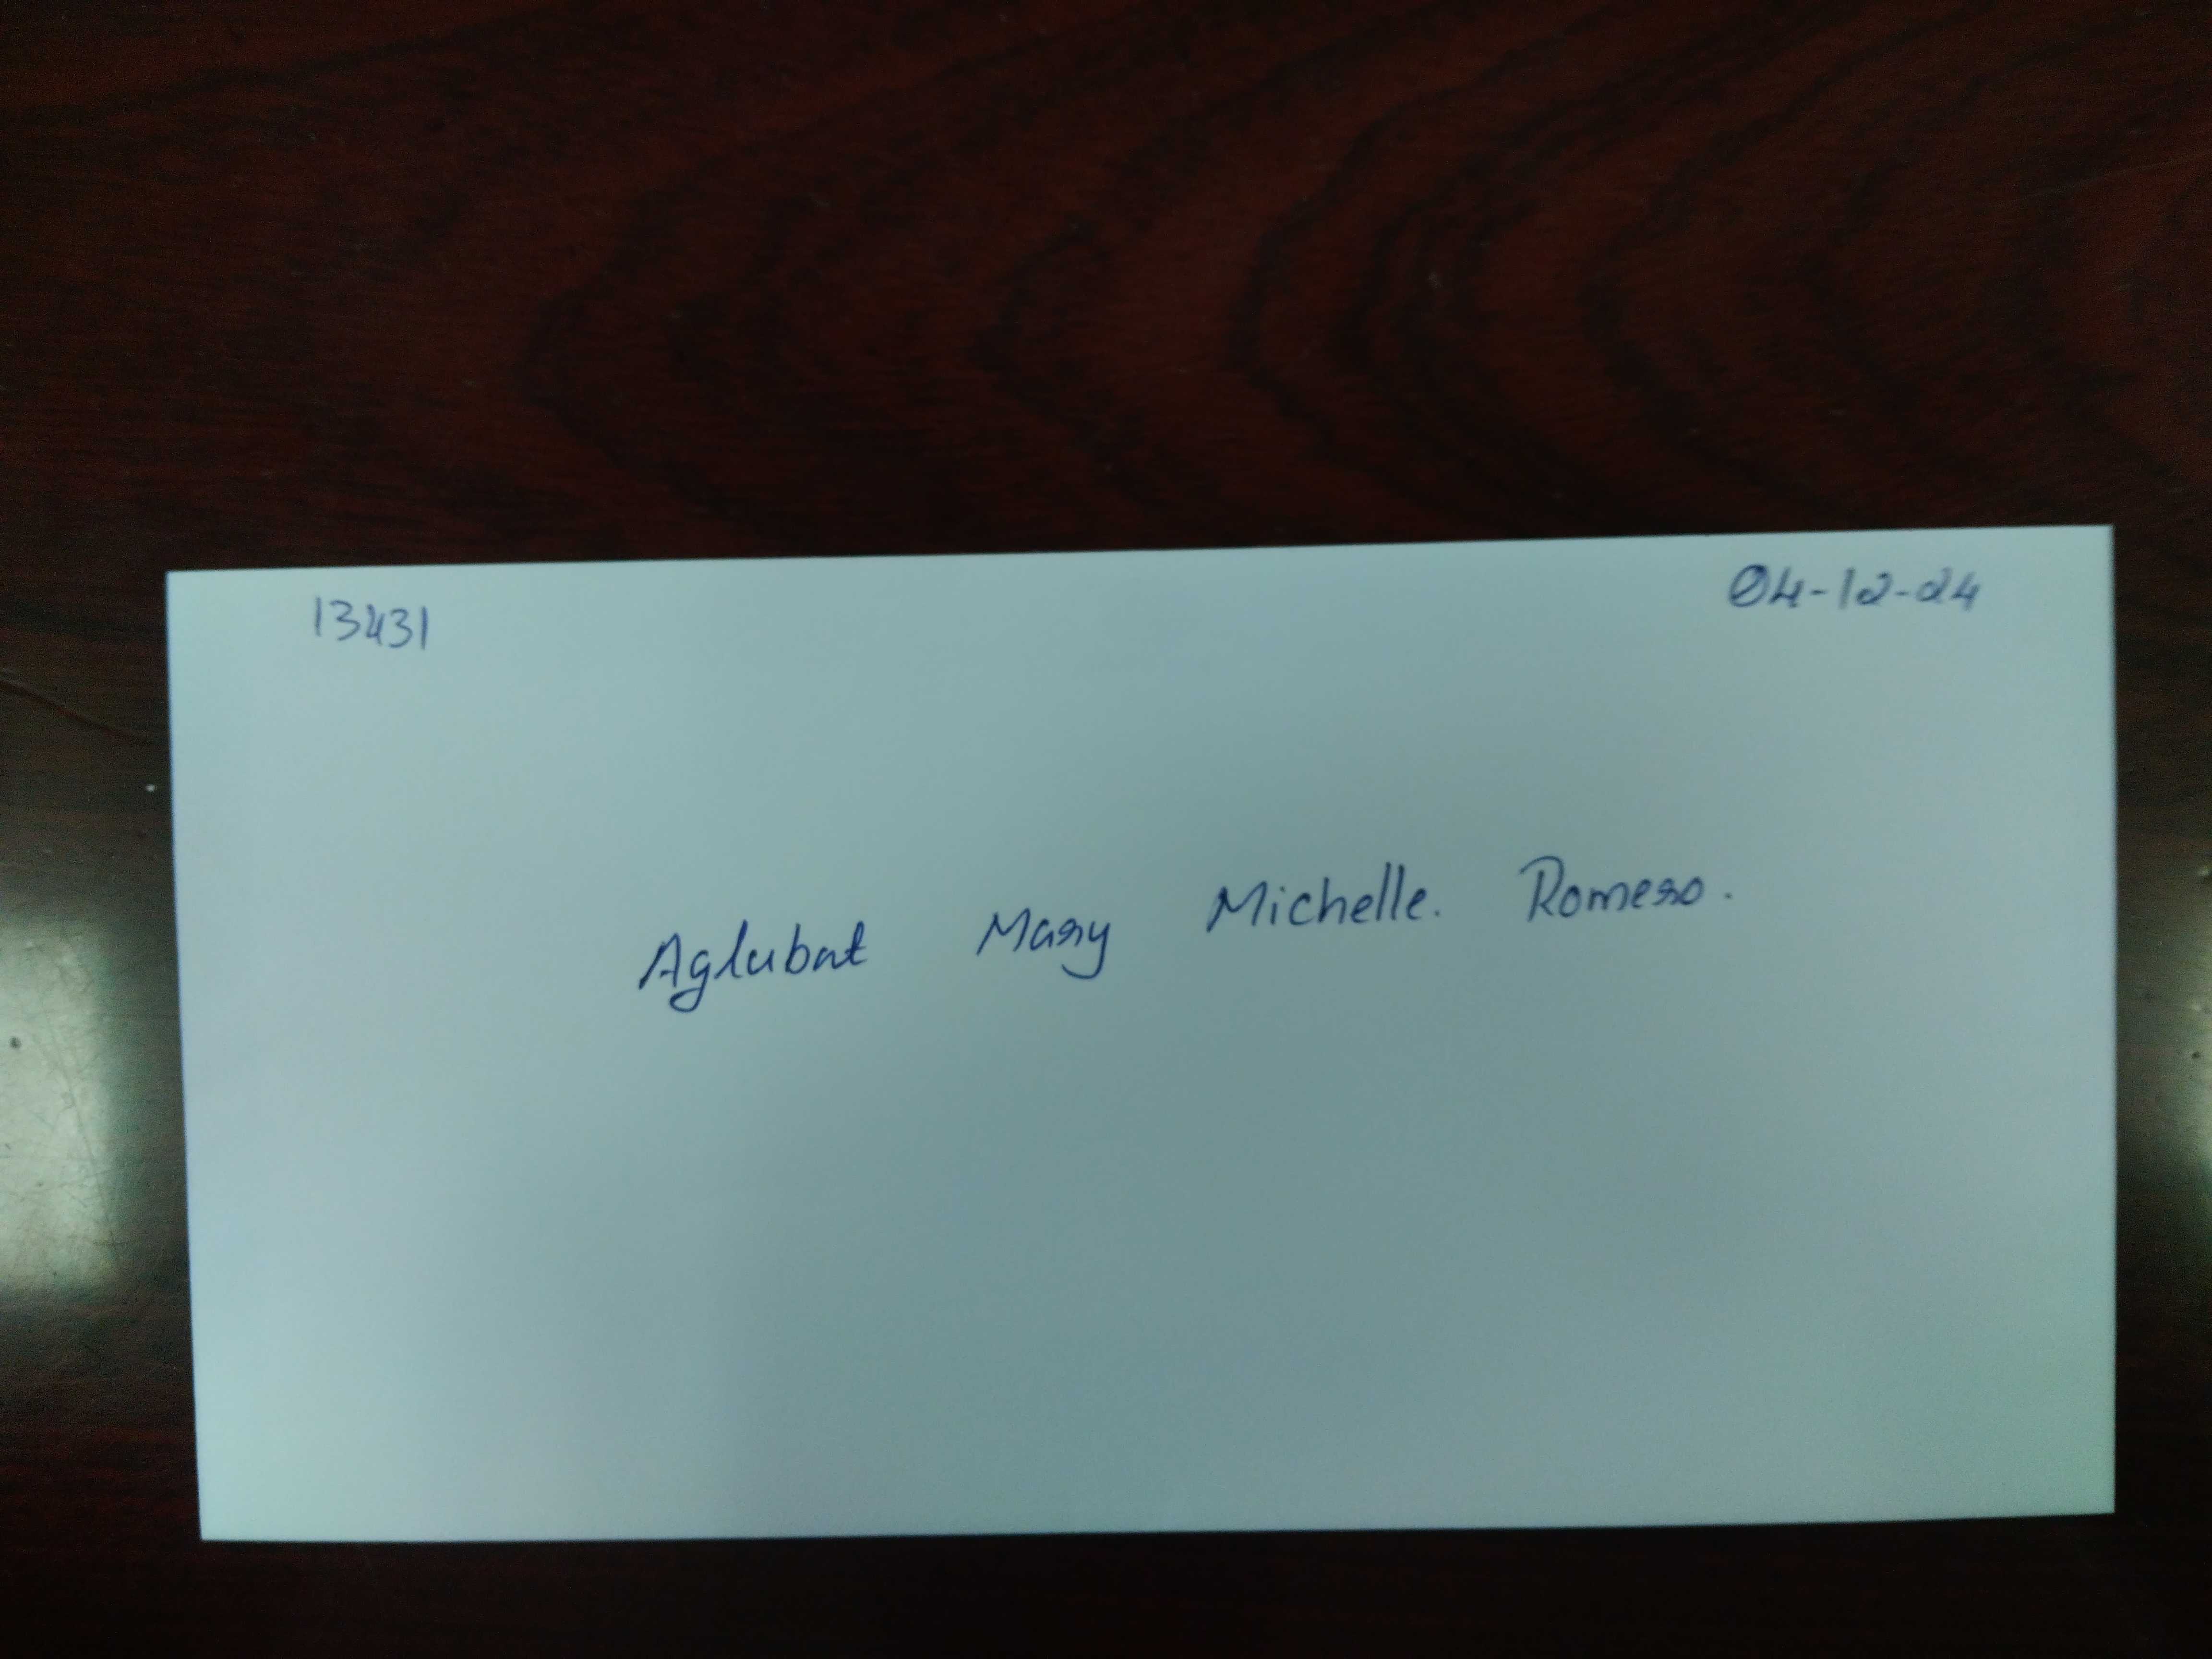 13431
04-12-24
Aglubat Mary Michelle. Romero.